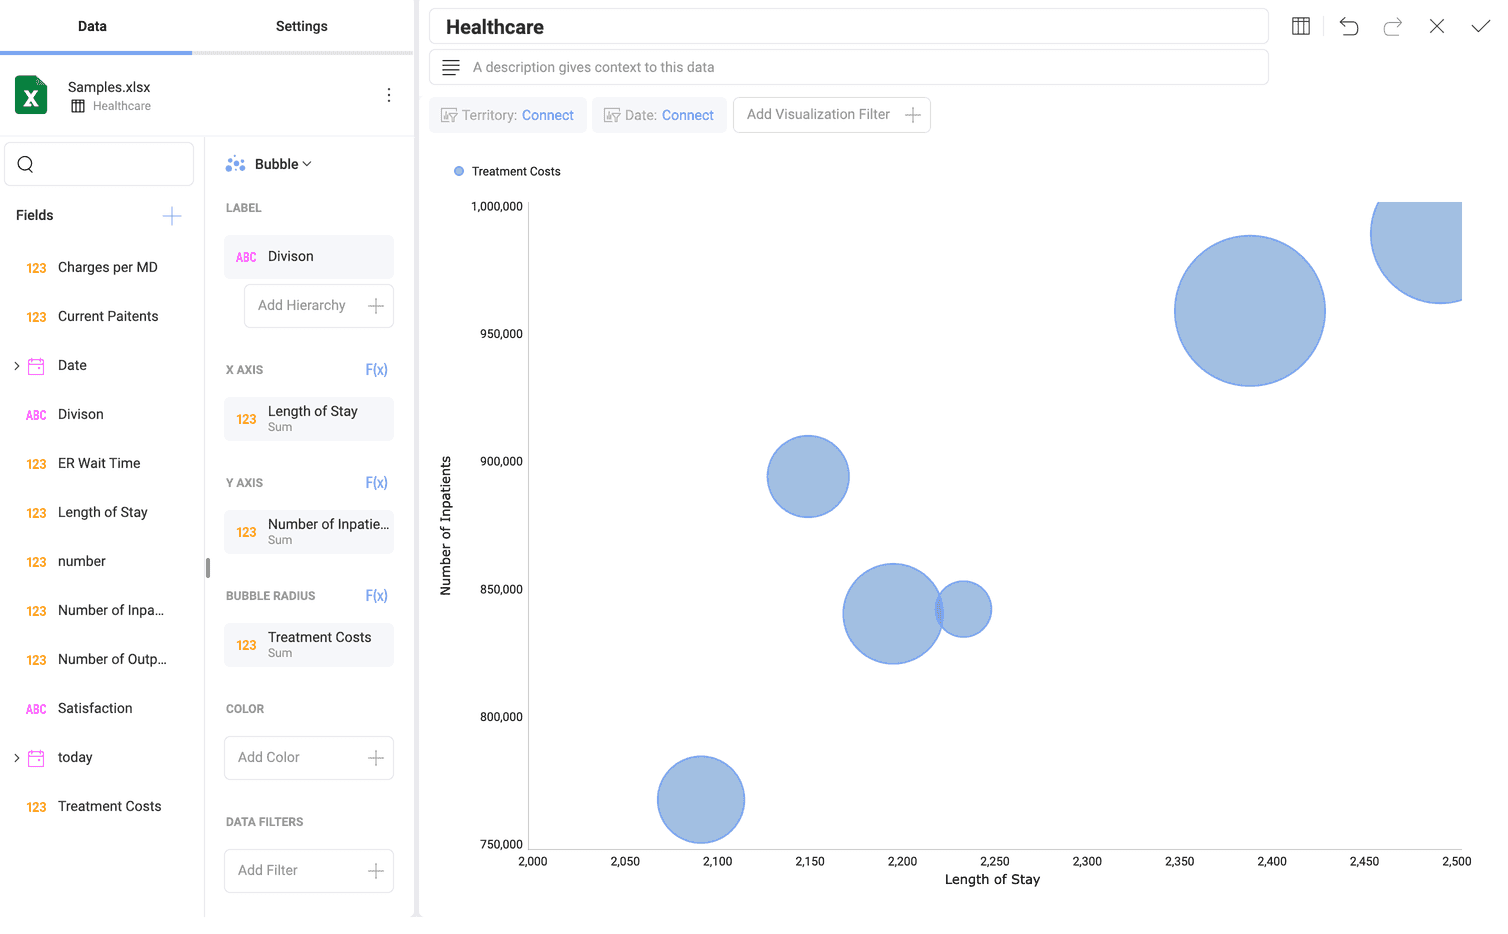 Data
Settings
Samples.xlsx
Healthcare
Fields
123 Charges per MD
123 Current Paitents
Date
ABC Divison
123 ER Wait Time
123 Length of Stay
123 number
123 Number of Inpa...
123 Number of Outp...
ABC Satisfaction
today
123 Treatment Costs
Bubble
LABEL
ABC Divison
Add Hierarchy
X AXIS F(x)
123 Length of Stay
Sum
Y AXIS F(x)
123 Number of Inpatie...
Sum
BUBBLE RADIUS F(x)
123 Treatment Costs
Sum
COLOR
Add Color
DATA FILTERS
Add Filter
Healthcare
A description gives context to this data
Territory: Connect
Date: Connect
Add Visualization Filter
Treatment Costs
1,000,000
950,000
900,000
850,000
800,000
750,000
Number of Inpatients
2,000 2,050 2,100 2,150 2,200 2,250 2,300 2,350 2,400 2,450 2,500
Length of Stay